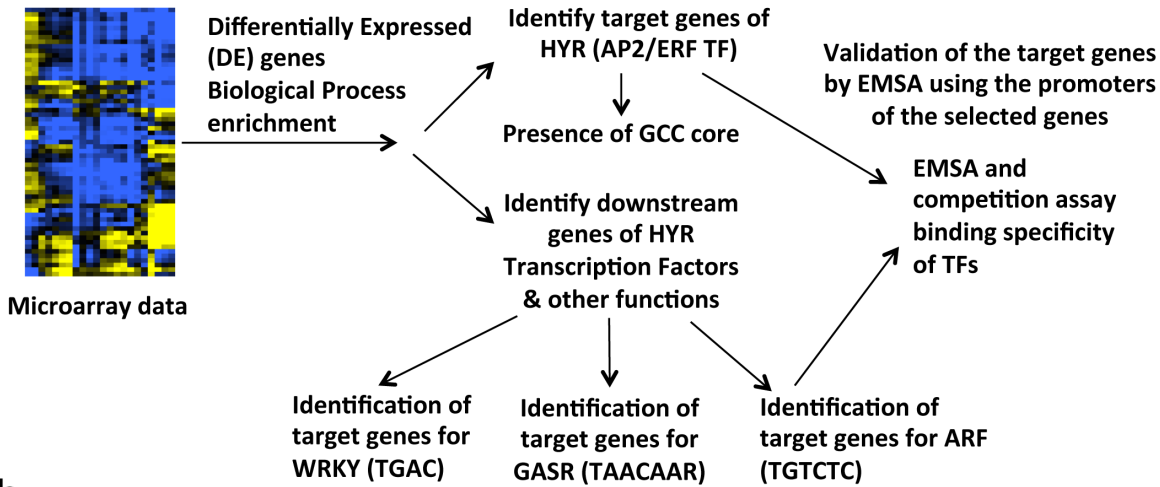 Differentially Expressed
(DE) genes
Biological Process
enrichment
Microarray data
Identify target genes of
HYR (AP2/ERF TF)
Presence of GCC core
Validation of the target genes
by EMSA using the promoters
of the selected genes
EMSA and
competition assay
binding specificity
of TFs
Identify downstream
genes of HYR
Transcription Factors
& other functions
Identification of
target genes for
WRKY (TGAC)
Identification of
target genes for
GASR (TAACAAR)
Identification of
target genes for ARF
(TGTCTC)